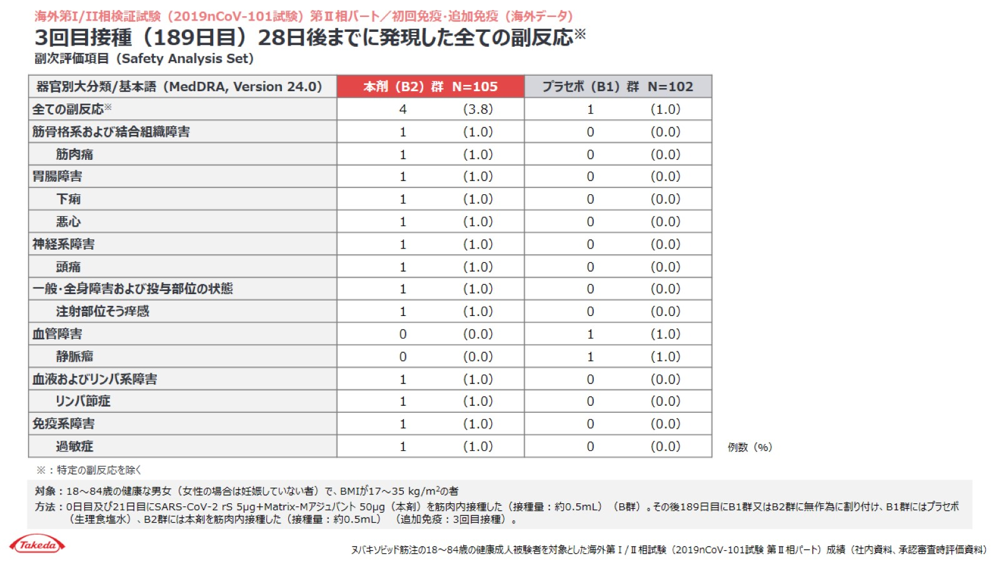 海外第I/II相検証試験（2019nCoV-101試験）第Ⅱ相パート／初回免疫･追加免疫（海外データ）
3回目接種（189日目）28日後までに発現した全ての副反応※
副次評価項目（Safety Analysis Set）
器官別大分類/基本語（MedDRA, Version 24.0） 本剤（B2）群 N=105 プラセボ（B1）群 N=102
全ての副反応※ 4 （3.8） 1 （1.0）
筋骨格系および結合組織障害 1 （1.0） 0 （0.0）
筋肉痛 1 （1.0） 0 （0.0）
胃腸障害 1 （1.0） 0 （0.0）
下痢 1 （1.0） 0 （0.0）
悪心 1 （1.0） 0 （0.0）
神経系障害 1 （1.0） 0 （0.0）
頭痛 1 （1.0） 0 （0.0）
一般･全身障害および投与部位の状態 1 （1.0） 0 （0.0）
注射部位そう痒感 1 （1.0） 0 （0.0）
血管障害 0 （0.0） 1 （1.0）
静脈瘤 0 （0.0） 1 （1.0）
血液およびリンパ系障害 1 （1.0） 0 （0.0）
リンパ節症 1 （1.0） 0 （0.0）
免疫系障害 1 （1.0） 0 （0.0）
過敏症 1 （1.0） 0 （0.0）
例数（%）
※：特定の副反応を除く
対象：18～84歳の健康な男女（女性の場合は妊娠していない者）で、BMIが17～35 kg/m²の者
方法：0日目及び21日目にSARS-CoV-2 rS 5μg+Matrix-Mアジュバント 50μg（本剤）を筋肉内接種した（接種量：約0.5mL）（B群）。その後189日目にB1群又はB2群に無作為に割り付け、B1群にはプラセボ
（生理食塩水）、B2群には本剤を筋肉内接種した（接種量：約0.5mL）（追加免疫：3回目接種）。
Takeda
ヌバキソビッド筋注の18～84歳の健康成人被験者を対象とした海外第Ⅰ/Ⅱ相試験（2019nCoV-101試験 第Ⅱ相パート）成績（社内資料、承認審査時評価資料）